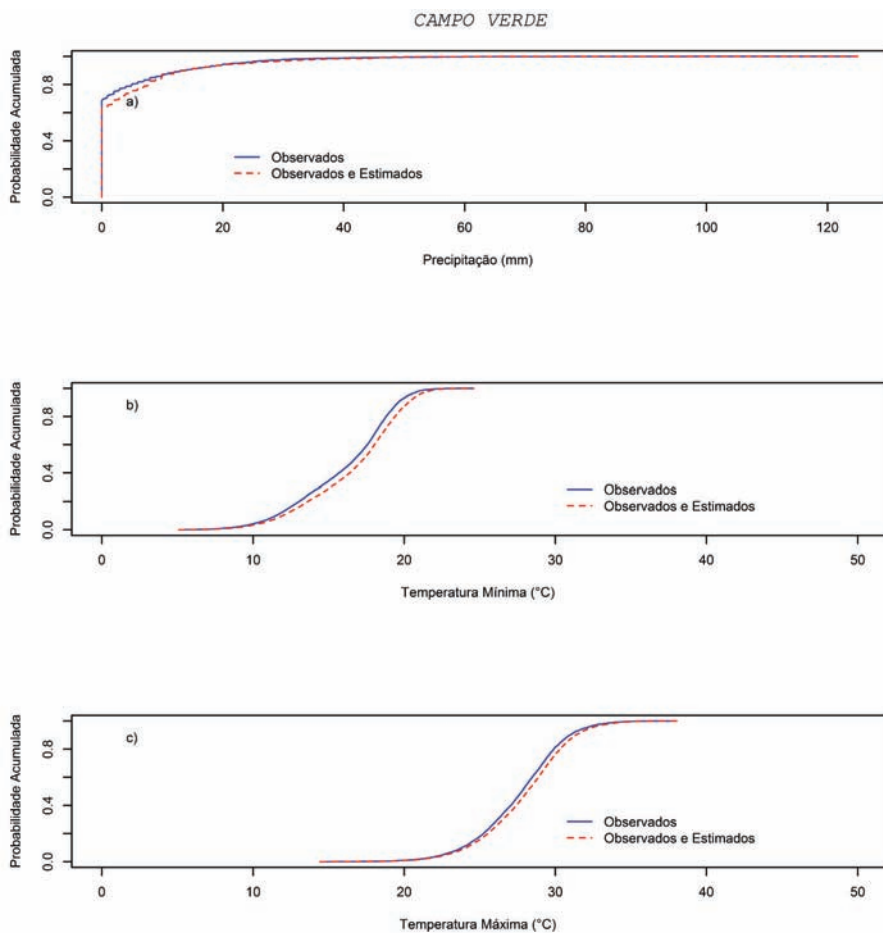 CAMPO VERDE
Probabilidade Acumulada
0.0 0.4 0.8
a)
Observados
Observados e Estimados
0 20 40 60 80 100 120
Precipitação (mm)
Probabilidade Acumulada
0.0 0.4 0.8
b)
Observados
Observados e Estimados
0 10 20 30 40 50
Temperatura Mínima (°C)
Probabilidade Acumulada
0.0 0.4 0.8
c)
Observados
Observados e Estimados
0 10 20 30 40 50
Temperatura Máxima (°C)